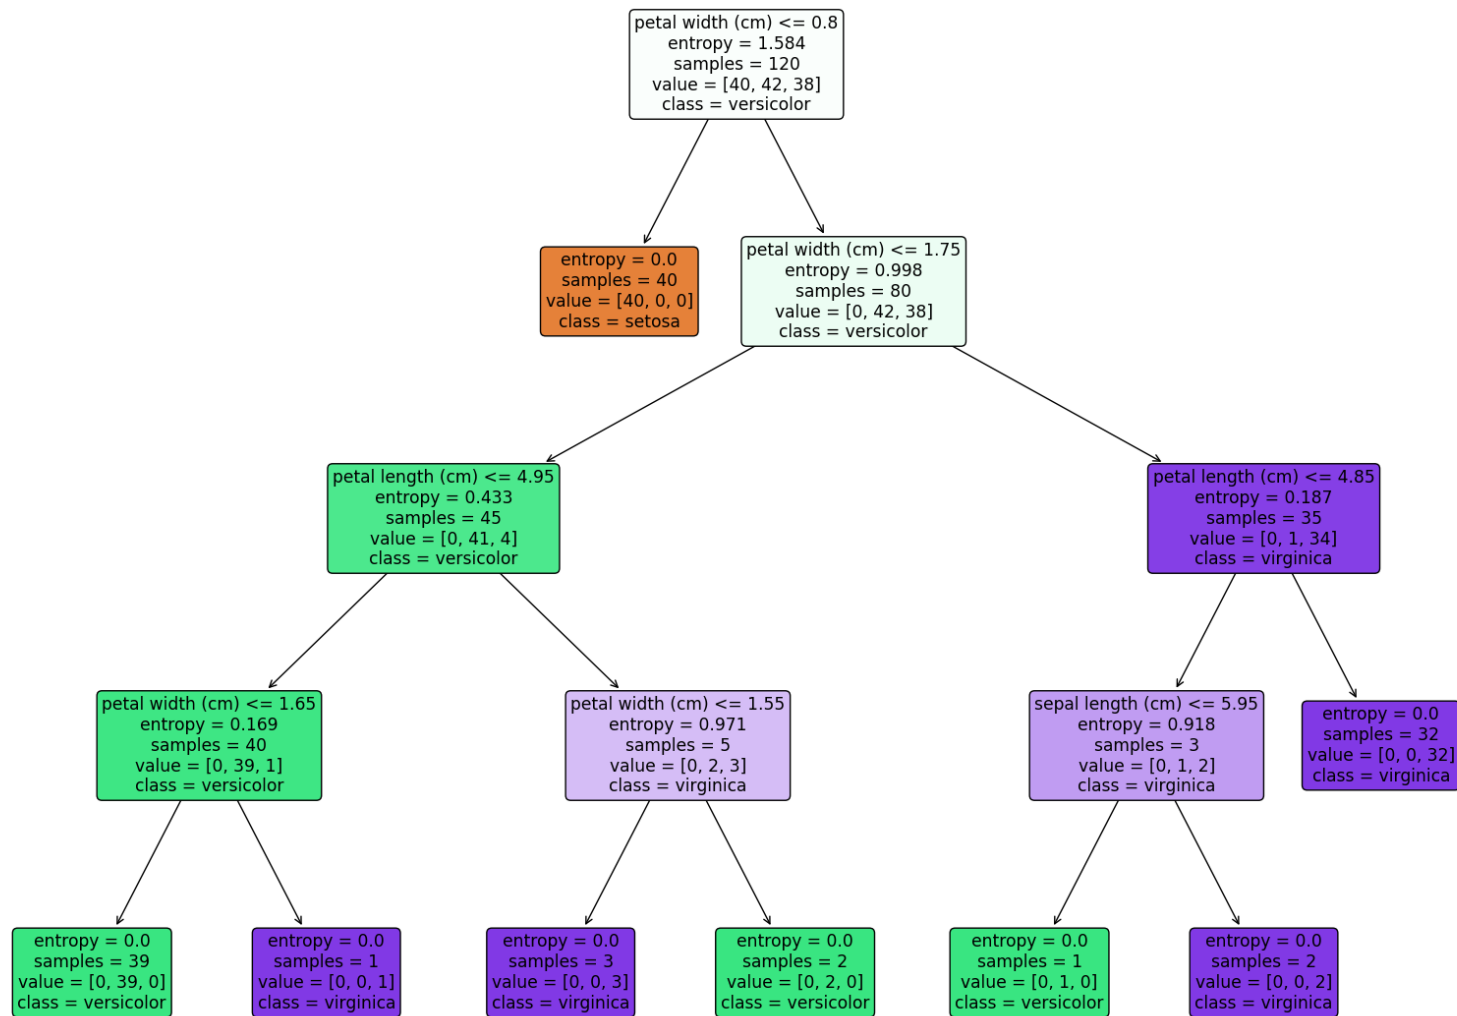 petal width (cm) <= 0.8
entropy = 1.584
samples = 120
value = [40, 42, 38]
class = versicolor
entropy = 0.0
samples = 40
value = [40, 0, 0]
class = setosa
petal width (cm) <= 1.75
entropy = 0.998
samples = 80
value = [0, 42, 38]
class = versicolor
petal length (cm) <= 4.95
entropy = 0.433
samples = 45
value = [0, 41, 4]
class = versicolor
petal length (cm) <= 4.85
entropy = 0.187
samples = 35
value = [0, 1, 34]
class = virginica
petal width (cm) <= 1.65
entropy = 0.169
samples = 40
value = [0, 39, 1]
class = versicolor
petal width (cm) <= 1.55
entropy = 0.971
samples = 5
value = [0, 2, 3]
class = virginica
sepal length (cm) <= 5.95
entropy = 0.918
samples = 3
value = [0, 1, 2]
class = virginica
entropy = 0.0
samples = 32
value = [0, 0, 32]
class = virginica
entropy = 0.0
samples = 39
value = [0, 39, 0]
class = versicolor
entropy = 0.0
samples = 1
value = [0, 0, 1]
class = virginica
entropy = 0.0
samples = 3
value = [0, 0, 3]
class = virginica
entropy = 0.0
samples = 2
value = [0, 2, 0]
class = versicolor
entropy = 0.0
samples = 1
value = [0, 1, 0]
class = versicolor
entropy = 0.0
samples = 2
value = [0, 0, 2]
class = virginica